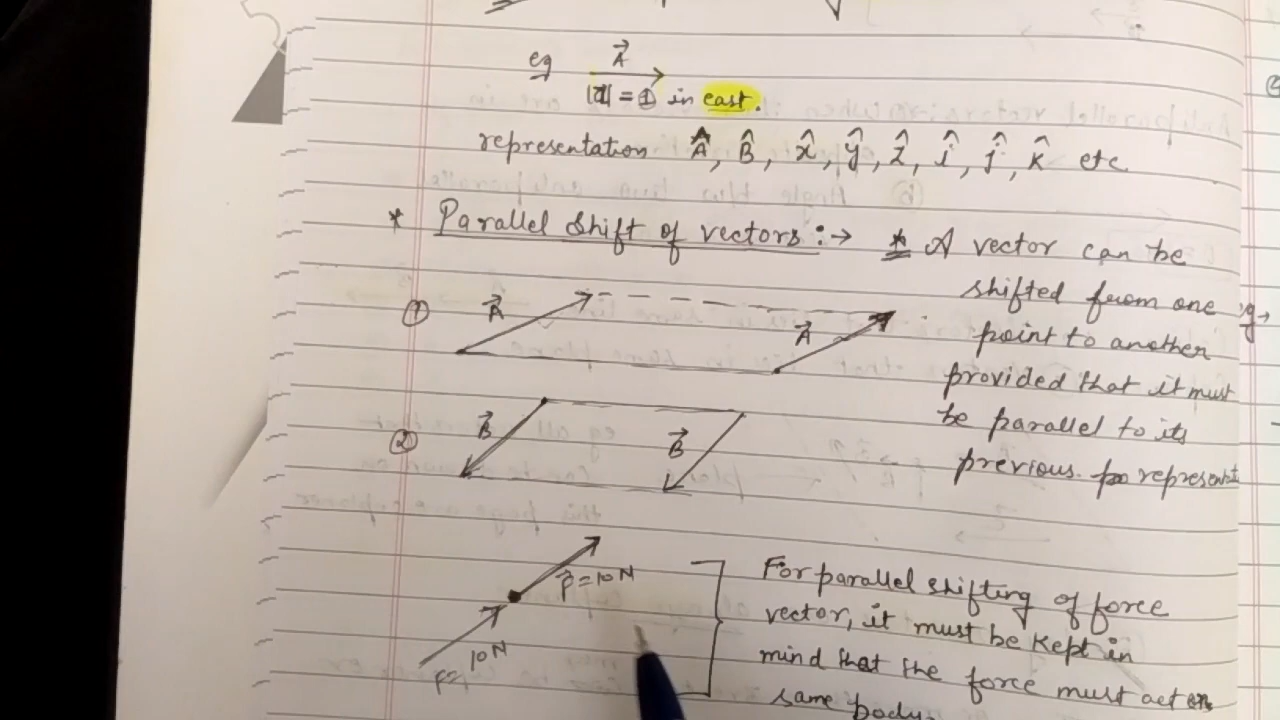 eg A⃗
|A⃗| = 1 in east.
representation Â, B̂, x̂, ŷ, ẑ, î, ĵ, k̂ etc
* Parallel Shift of vectors :→ * A vector can be
shifted from one
point to another
provided that it must
be parallel to its
previous. represent
① A⃗ A⃗
② B⃗ B⃗
F⃗ = 10 N
F = 10 N
For parallel shifting of force
vector, it must be kept in
mind that the force must act on
same body.